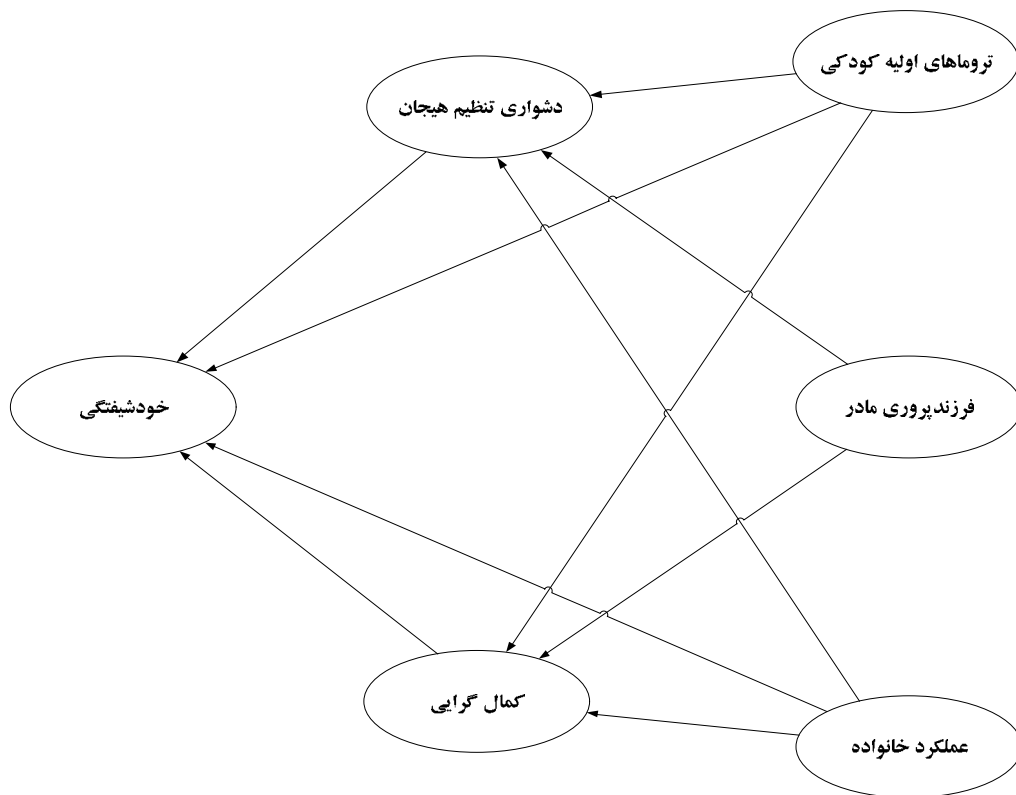 تروماهای اولیه کودکی
دشواری تنظیم هیجان
فرزندپروری مادر
خودشیفتگی
کمال گرایی
عملکرد خانواده